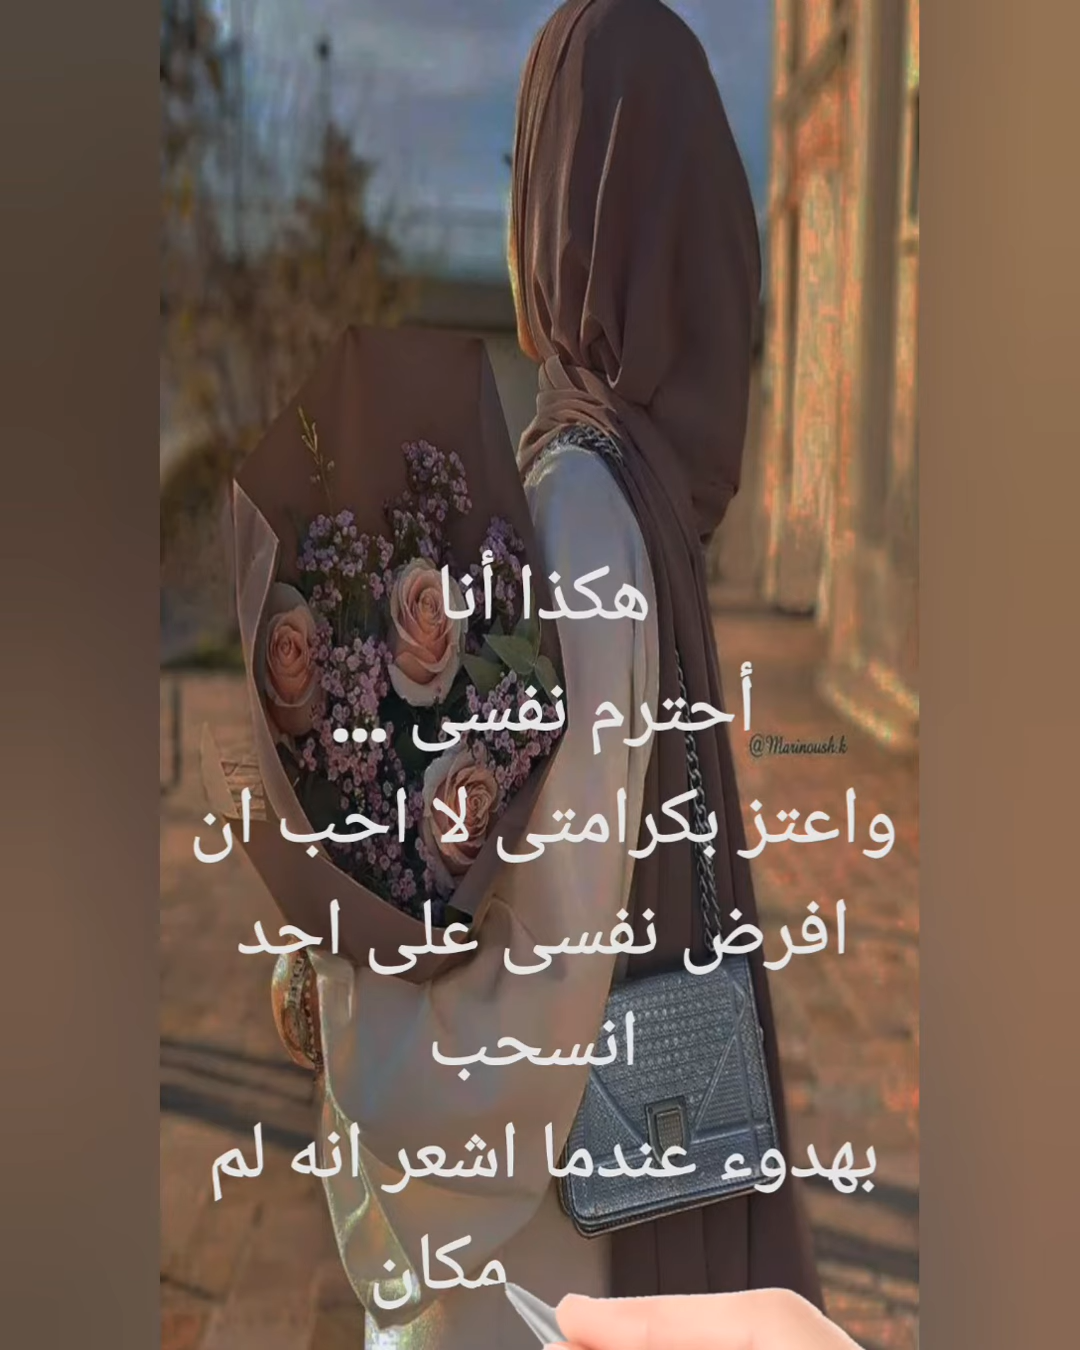 هكذا أنا
أحترم نفسى ...
@Marinoush.k
واعتز بكرامتى لا احب ان
افرض نفسى على احد
انسحب
بهدوء عندما اشعر انه لم
مكان